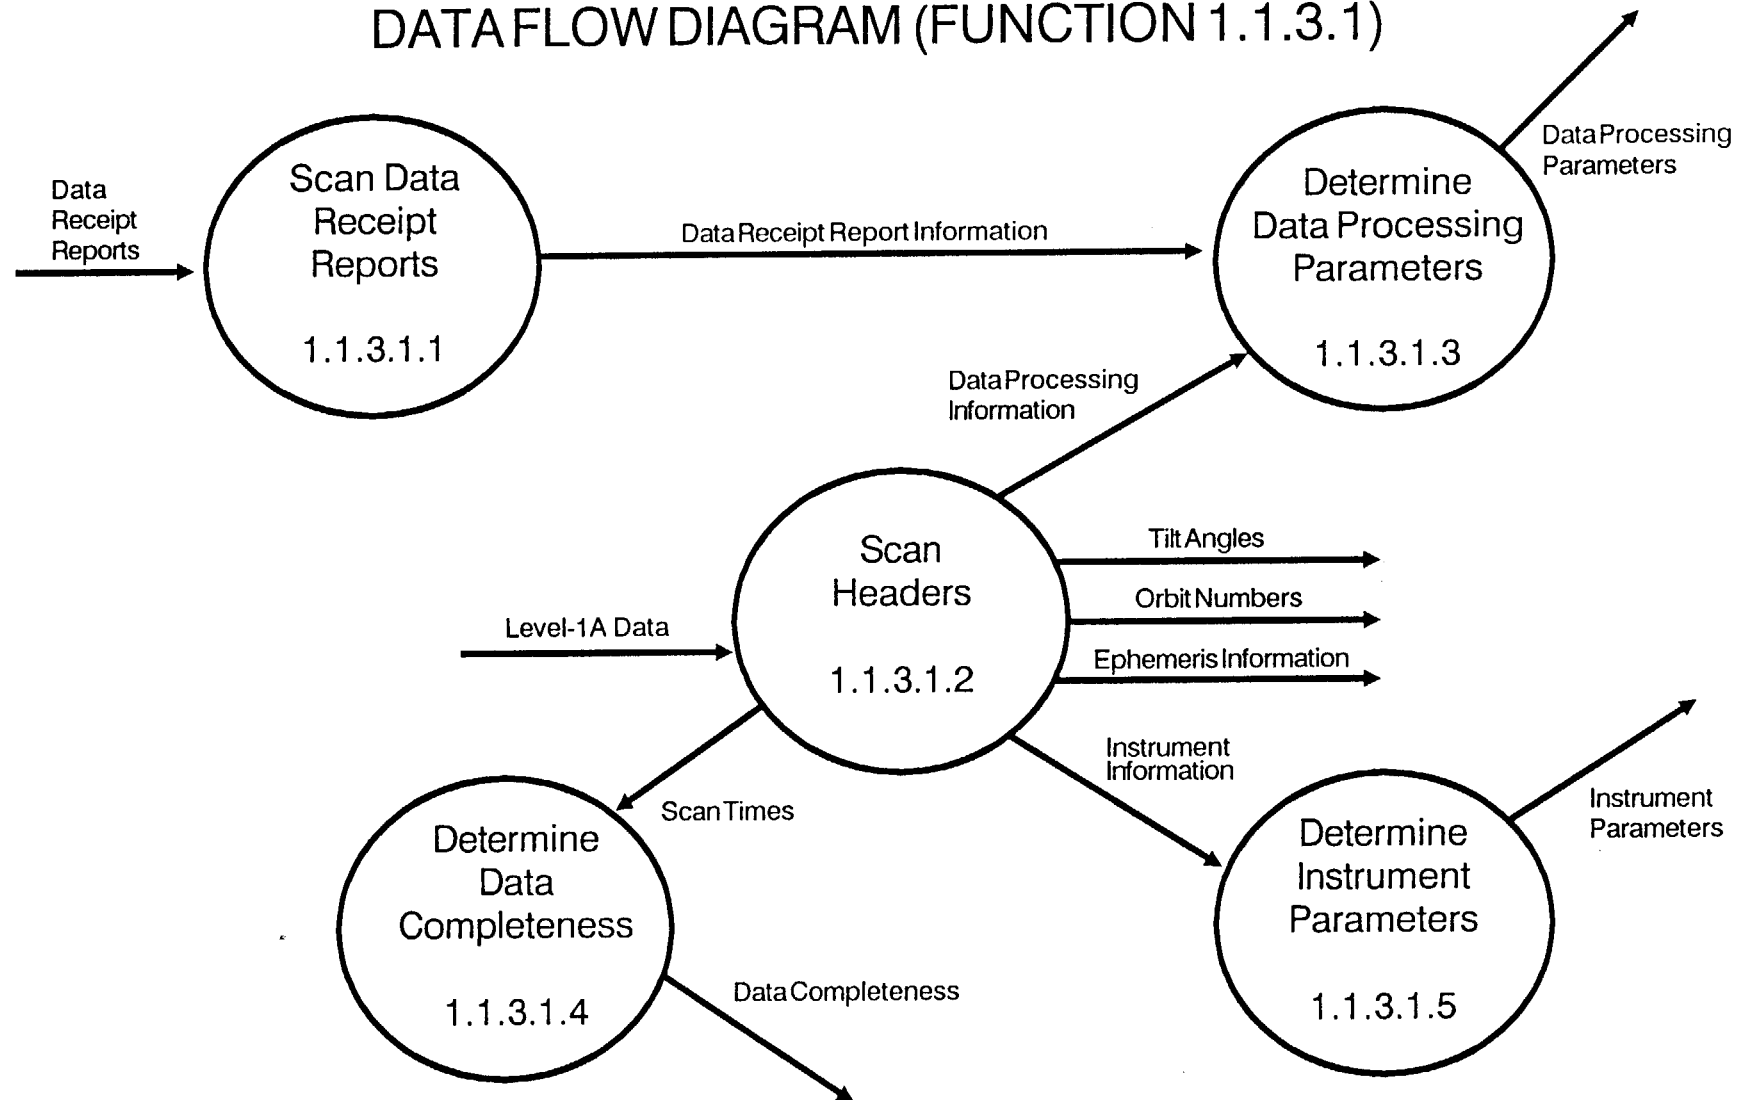 DATA FLOW DIAGRAM (FUNCTION 1.1.3.1)
Data Processing
Parameters
Data
Receipt
Reports
Scan Data
Receipt
Reports
1.1.3.1.1
Data Receipt Report Information
Determine
Data Processing
Parameters
1.1.3.1.3
Data Processing
Information
Scan
Headers
1.1.3.1.2
Tilt Angles
Orbit Numbers
Ephemeris Information
Level-1A Data
Instrument
Information
Scan Times
Instrument
Parameters
Determine
Data
Completeness
1.1.3.1.4
Data Completeness
Determine
Instrument
Parameters
1.1.3.1.5